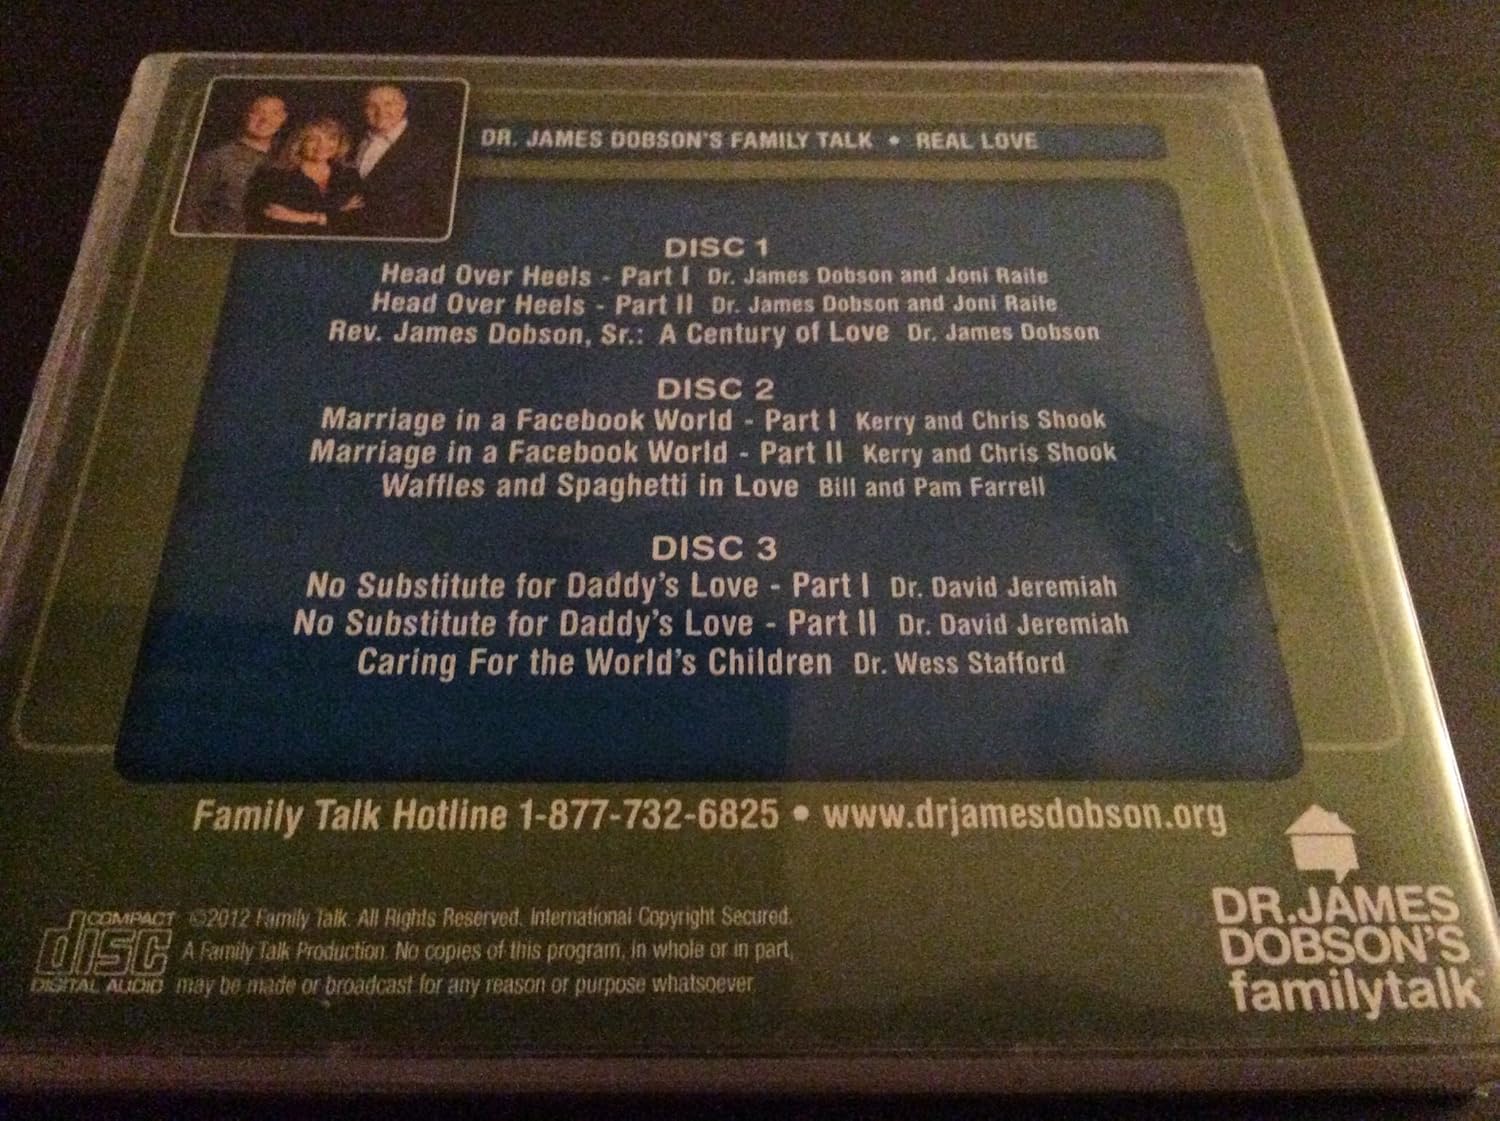 DR. JAMES DOBSON'S FAMILY TALK • REAL LOVE
DISC 1
Head Over Heels - Part I Dr. James Dobson and Joni Raile
Head Over Heels - Part II Dr. James Dobson and Joni Raile
Rev. James Dobson, Sr.: A Century of Love Dr. James Dobson
DISC 2
Marriage in a Facebook World - Part I Kerry and Chris Shook
Marriage in a Facebook World - Part II Kerry and Chris Shook
Waffles and Spaghetti in Love Bill and Pam Farrell
DISC 3
No Substitute for Daddy's Love - Part I Dr. David Jeremiah
No Substitute for Daddy's Love - Part II Dr. David Jeremiah
Caring For the World's Children Dr. Wess Stafford
Family Talk Hotline 1-877-732-6825 • www.drjamesdobson.org
COMPACT
disc
DIGITAL AUDIO
©2012 Family Talk. All Rights Reserved. International Copyright Secured.
A Family Talk Production. No copies of this program, in whole or in part,
may be made or broadcast for any reason or purpose whatsoever.
DR. JAMES
DOBSON'S
familytalk™